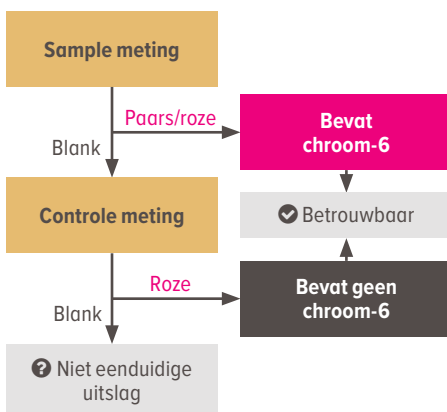 Sample meting
Paars/roze
Bevat
chroom-6
Blank
Controle meting
Betrouwbaar
Roze
Bevat geen
chroom-6
Blank
Niet eenduidige
uitslag